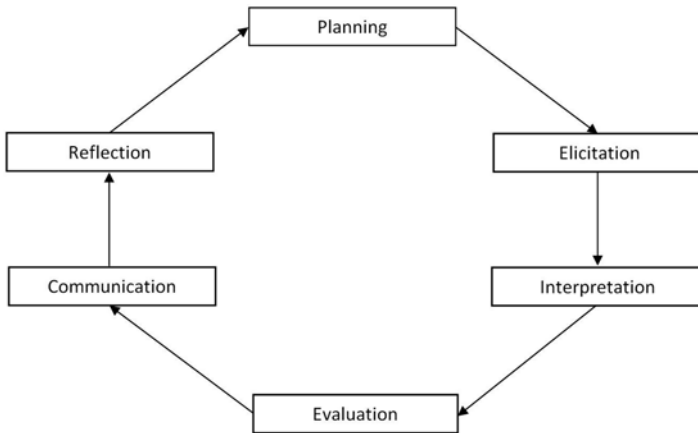 Planning
Elicitation
Interpretation
Evaluation
Communication
Reflection